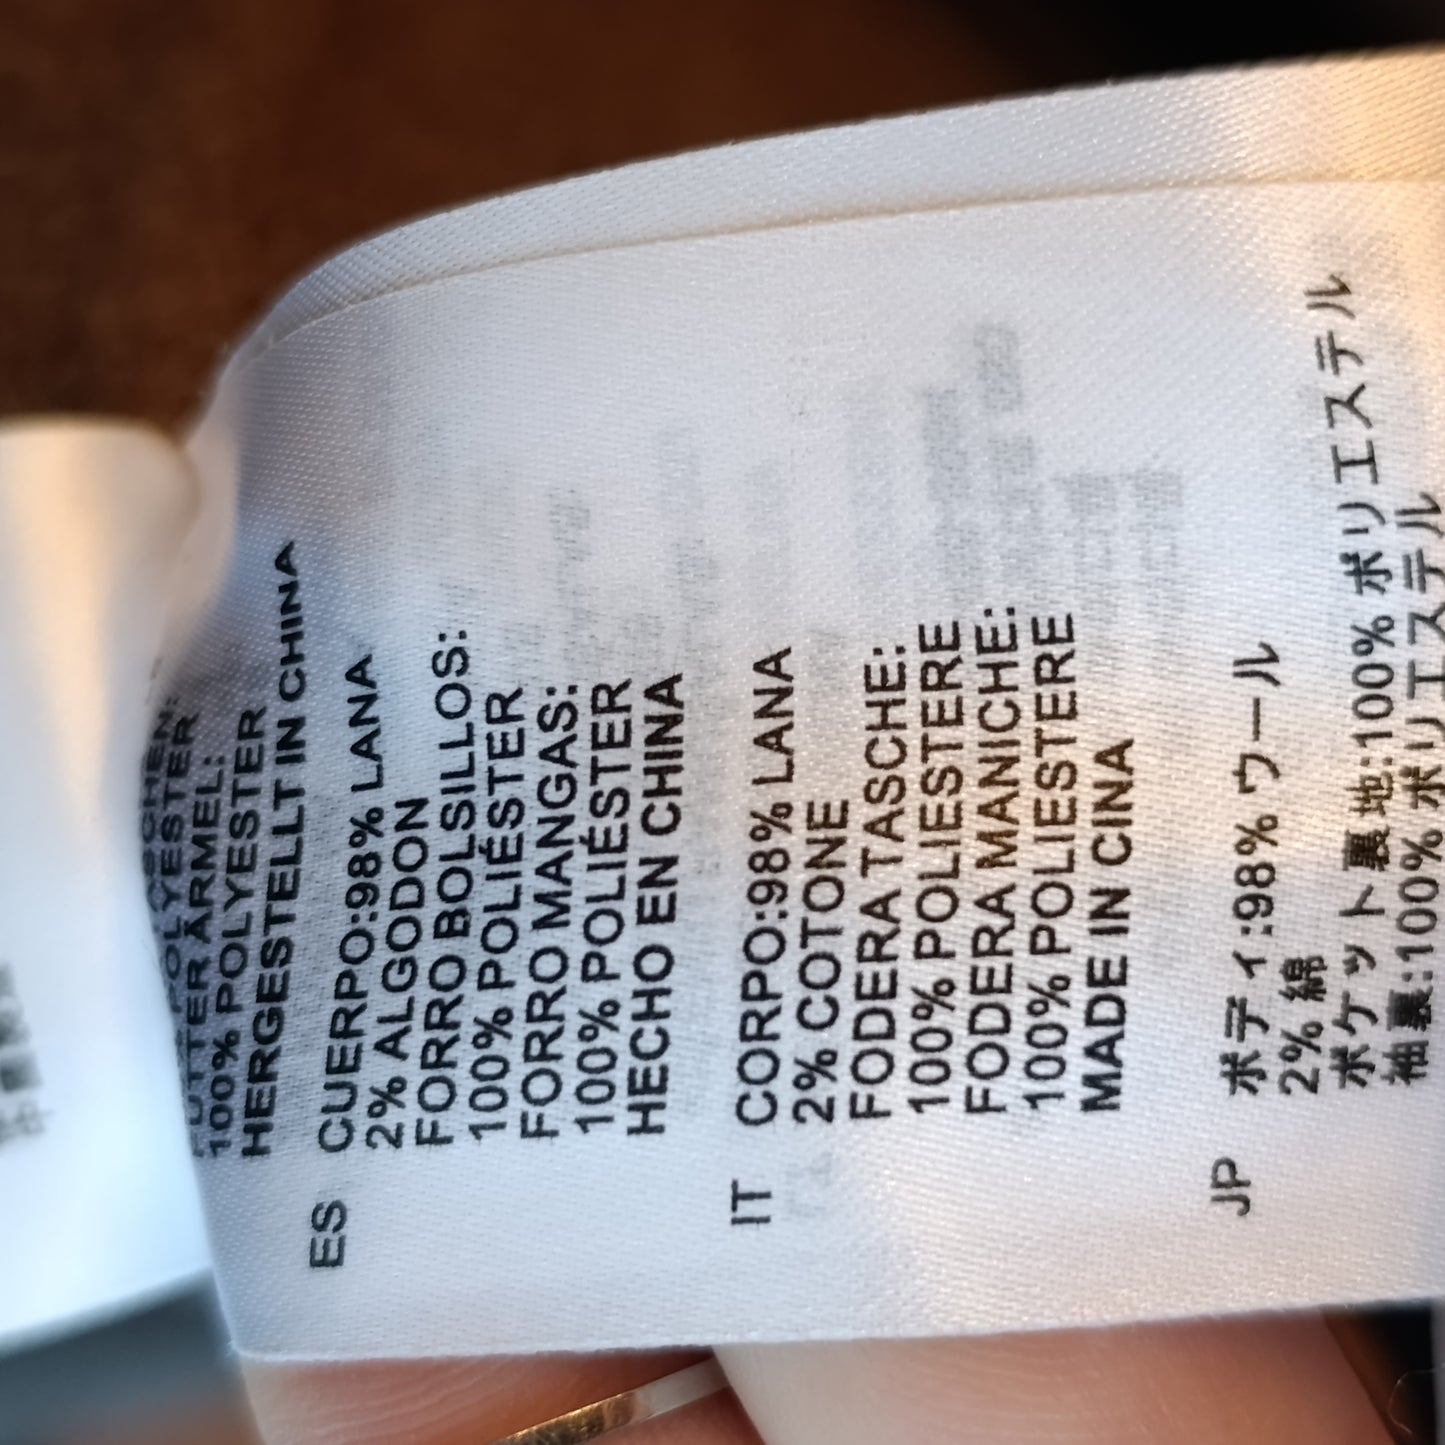 POLYESTER
FUTTER ÄRMEL:
100% POLYESTER
HERGESTELLT IN CHINA
ES CUERPO:98% LANA
2% ALGODON
FORRO BOLSILLOS:
100% POLIÉSTER
FORRO MANGAS:
100% POLIÉSTER
HECHO EN CHINA
IT CORPO:98% LANA
2% COTONE
FODERA TASCHE:
100% POLIESTERE
FODERA MANICHE:
100% POLIESTERE
MADE IN CINA
JP ボディ:98% ウール
2% 綿
ポケット裏地:100% ポリエステル
袖裏:100% ポリエステル